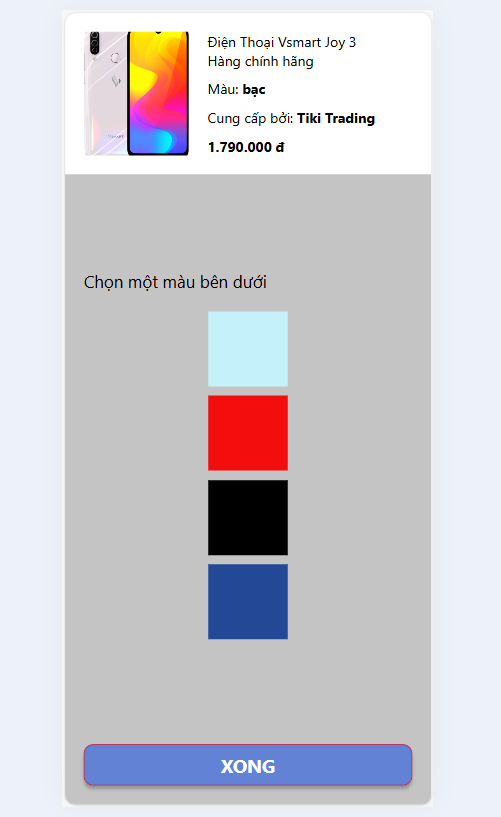 Điện Thoại Vsmart Joy 3
Hàng chính hãng
Màu: bạc
Cung cấp bởi: Tiki Trading
1.790.000 đ
Chọn một màu bên dưới
XONG